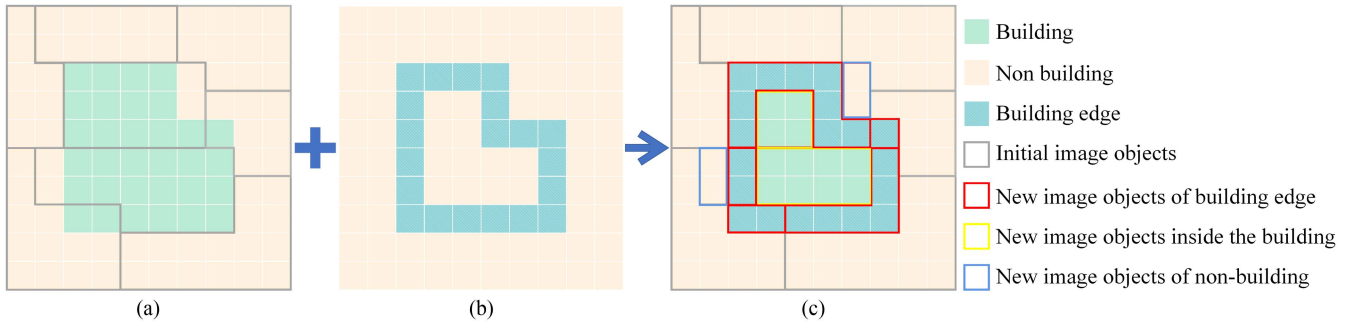 Building
Non building
Building edge
Initial image objects
New image objects of building edge
New image objects inside the building
New image objects of non-building
(a)
(b)
(c)